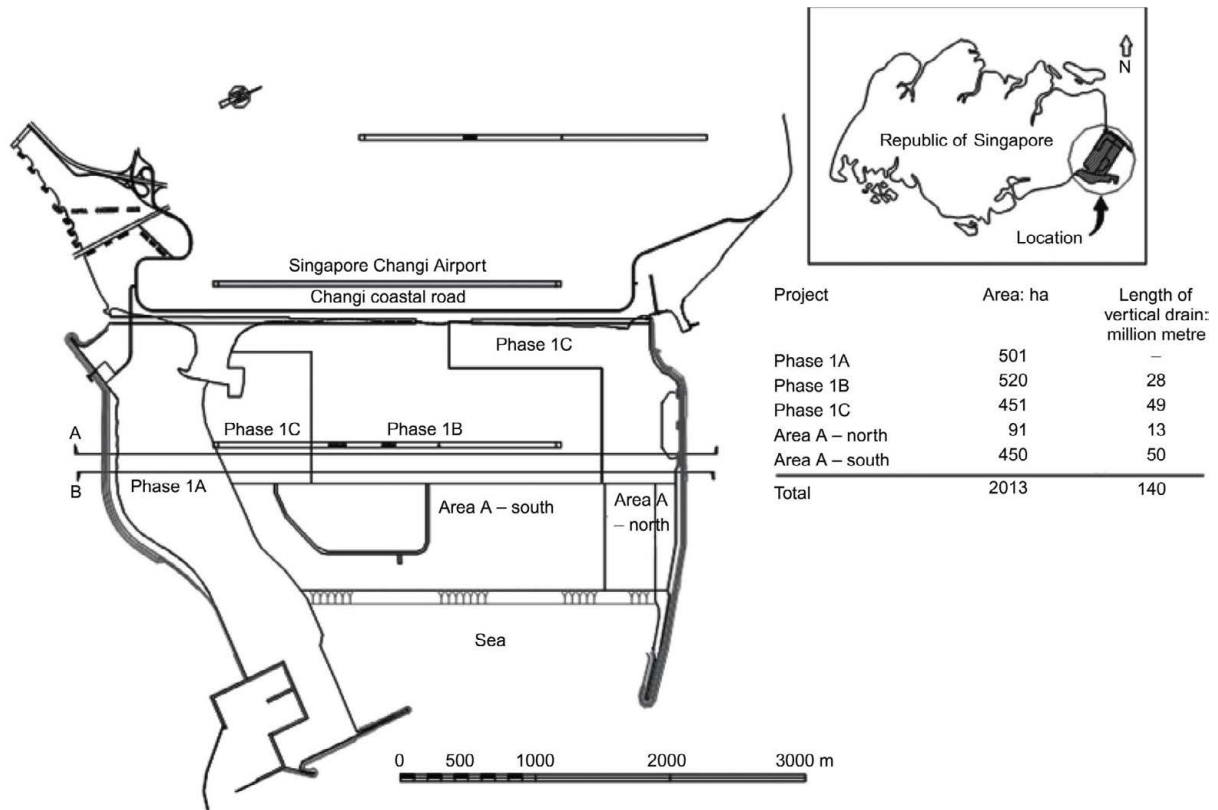 N
Republic of Singapore
Location
Singapore Changi Airport
Changi coastal road
Phase 1C
A
Phase 1C
Phase 1B
B
Phase 1A
Area A – south
Area A
– north
Sea
0 500 1000 2000 3000 m
Project Area: ha Length of
vertical drain:
million metre
Phase 1A 501 –
Phase 1B 520 28
Phase 1C 451 49
Area A – north 91 13
Area A – south 450 50
Total 2013 140